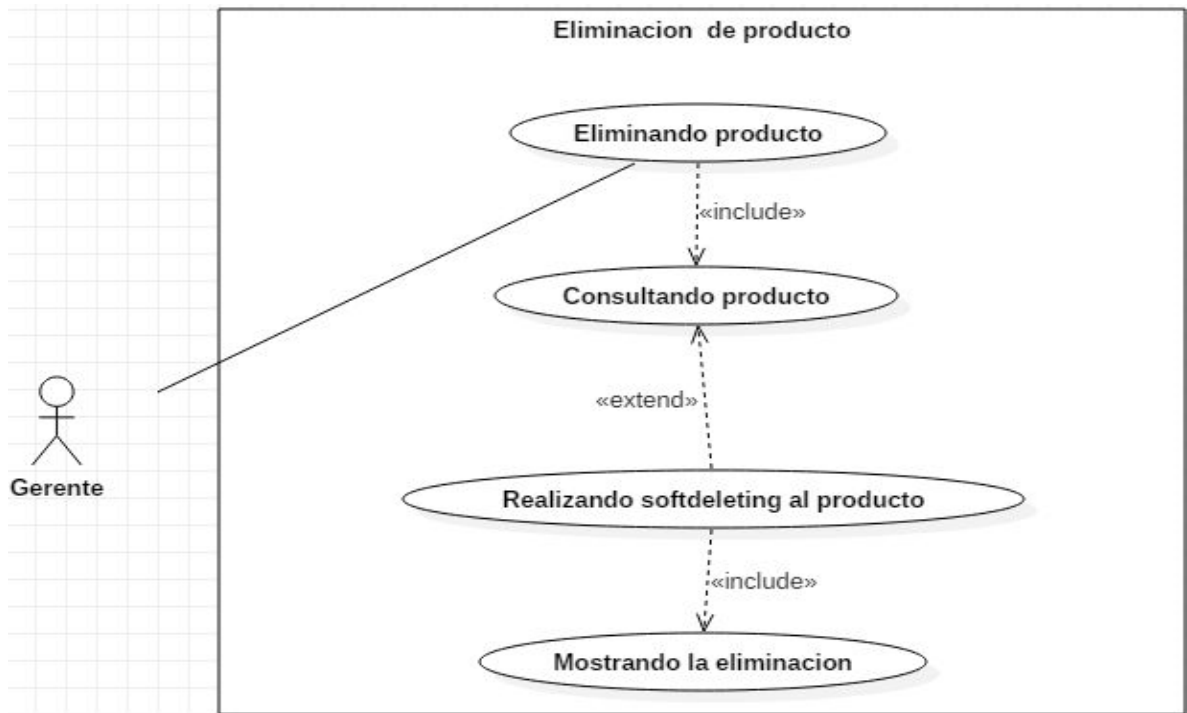 Eliminacion de producto
Eliminando producto
«include»
Consultando producto
«extend»
Gerente
Realizando softdeleting al producto
«include»
Mostrando la eliminacion